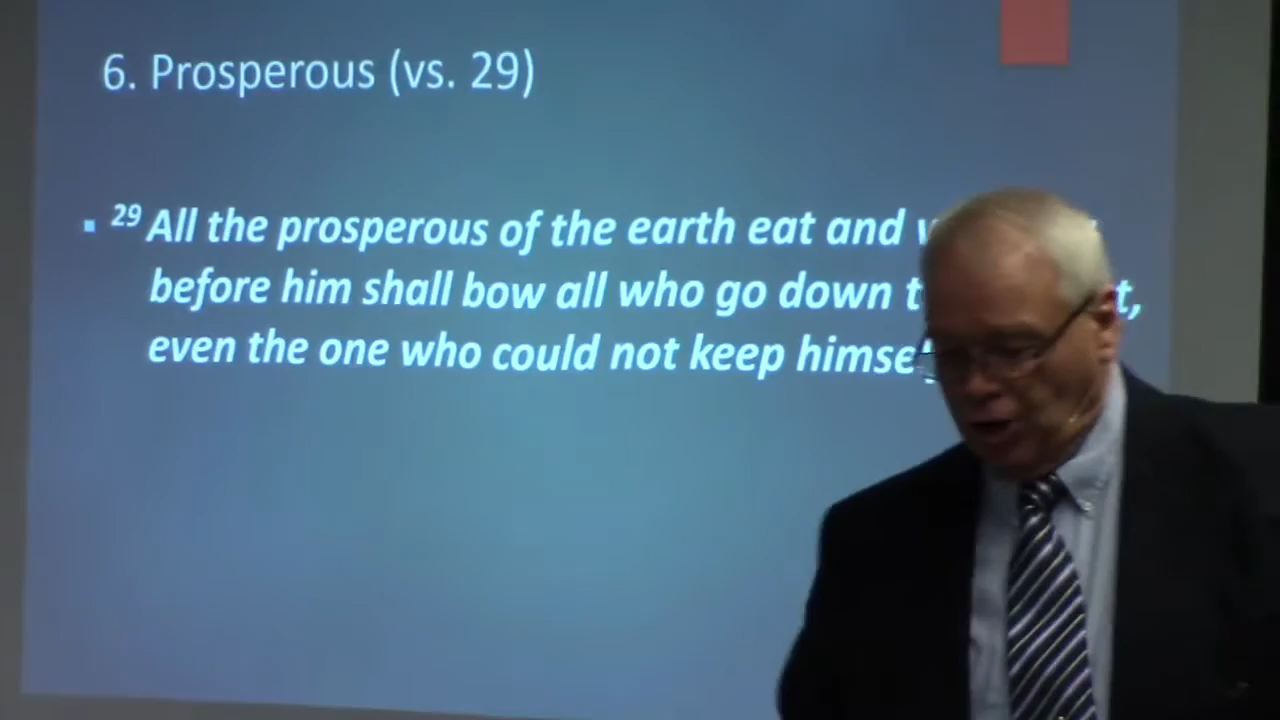 6. Prosperous (vs. 29)
29 All the prosperous of the earth eat and
before him shall bow all who go down
even the one who could not keep